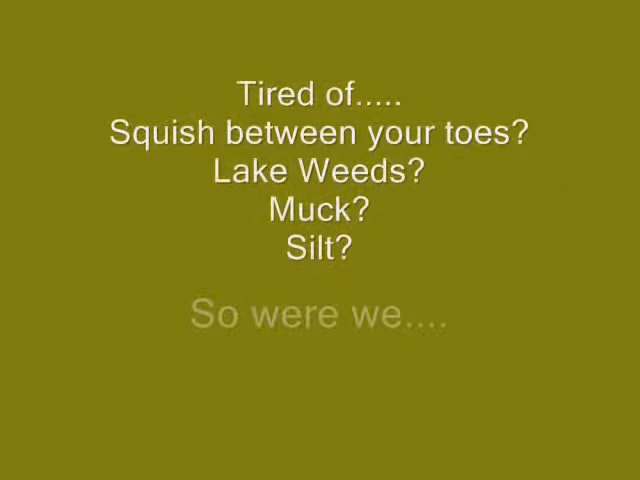 Tired of.....
Squish between your toes?
Lake Weeds?
Muck?
Silt?
So were we....